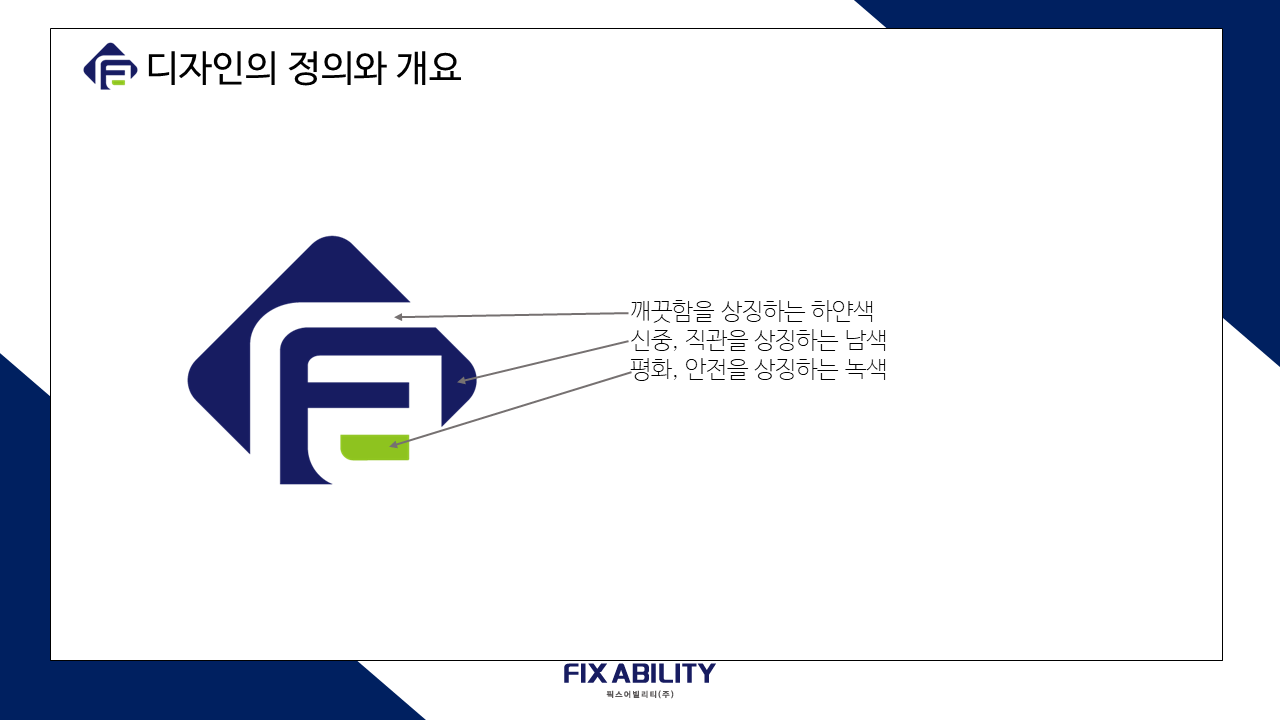 디자인의 정의와 개요
깨끗함을 상징하는 하얀색
신중, 직관을 상징하는 남색
평화, 안전을 상징하는 녹색
FIX ABILITY
픽스어빌리티(주)